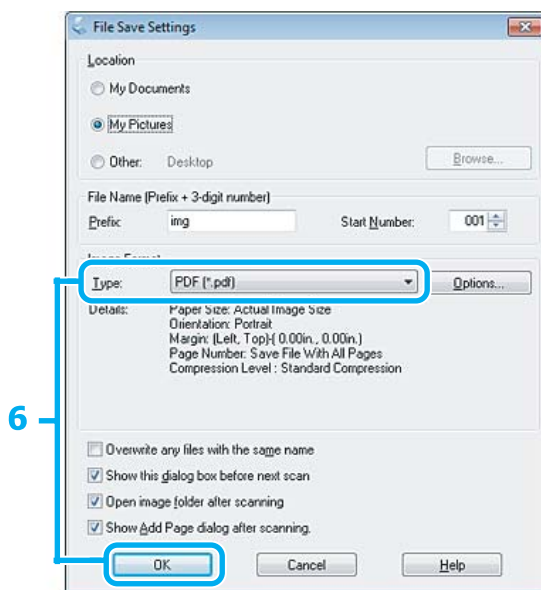 File Save Settings
Location
My Documents
My Pictures
Other: Desktop Browse...
File Name (Prefix + 3-digit number)
Prefix: img Start Number: 001
Image Format
Type: PDF (*.pdf) Options...
Details: Paper Size: Actual Image Size
Orientation: Portrait
Margin: (Left, Top)( 0.00in., 0.00in.)
Page Number: Save File With All Pages
Compression Level : Standard Compression
6
Overwrite any files with the same name
Show this dialog box before next scan
Open image folder after scanning
Show Add Page dialog after scanning.
OK Cancel Help